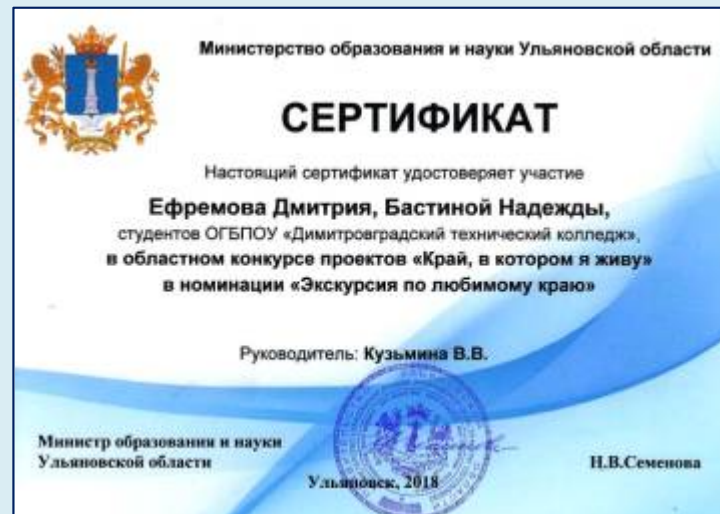 Министерство образования и науки Ульяновской области
СЕРТИФИКАТ
Настоящий сертификат удостоверяет участие
Ефремова Дмитрия, Бастиной Надежды,
студентов ОГБПОУ «Димитровградский технический колледж»,
в областном конкурсе проектов «Край, в котором я живу»
в номинации «Экскурсия по любимому краю»
Руководитель: Кузьмина В.В.
Министр образования и науки
Ульяновской области
Н.В.Семенова
Ульяновск, 2018